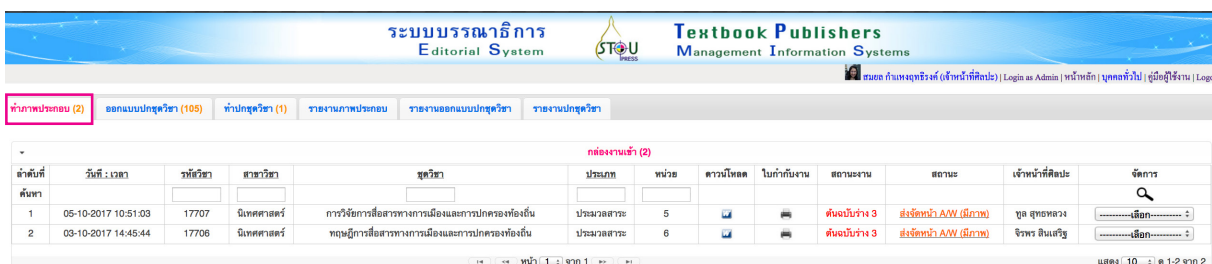 ระบบบรรณาธิการ
Editorial System
STOU
PRESS
Textbook Publishers
Management Information Systems
สมยล กำแหงฤทธิรงค์ (เจ้าหน้าที่ศิลปะ) | Login as Admin | หน้าหลัก | บุคคลทั่วไป | คู่มือผู้ใช้งาน |
ทำภาพประกอบ (2) ออกแบบปกชุดวิชา (105) ทำปกชุดวิชา (1) รายงานภาพประกอบ รายงานออกแบบปกชุดวิชา รายงานปกชุดวิชา
กล่องงานเข้า (2)
ลำดับที่ วันที่ : เวลา รหัสวิชา สาขาวิชา ชุดวิชา ประเภท หน่วย ดาวน์โหลด ใบกำกับงาน สถานะงาน สถานะ เจ้าหน้าที่ศิลปะ จัดการ
ค้นหา
1 05-10-2017 10:51:03 17707 นิเทศศาสตร์ การวิจัยการสื่อสารทางการเมืองและการปกครองท้องถิ่น ประมวลสาระ 5 ต้นฉบับร่าง 3 ส่งจัดหน้า A/W (มีภาพ) ทูล สุทธหลวง ----------เลือก----------
2 03-10-2017 14:45:44 17706 นิเทศศาสตร์ ทฤษฎีการสื่อสารทางการเมืองและการปกครองท้องถิ่น ประมวลสาระ 6 ต้นฉบับร่าง 3 ส่งจัดหน้า A/W (มีภาพ) จิรพร สินเสริฐ ----------เลือก----------
หน้า 1 จาก 1 แสดง 10 ดู 1-2 จาก 2